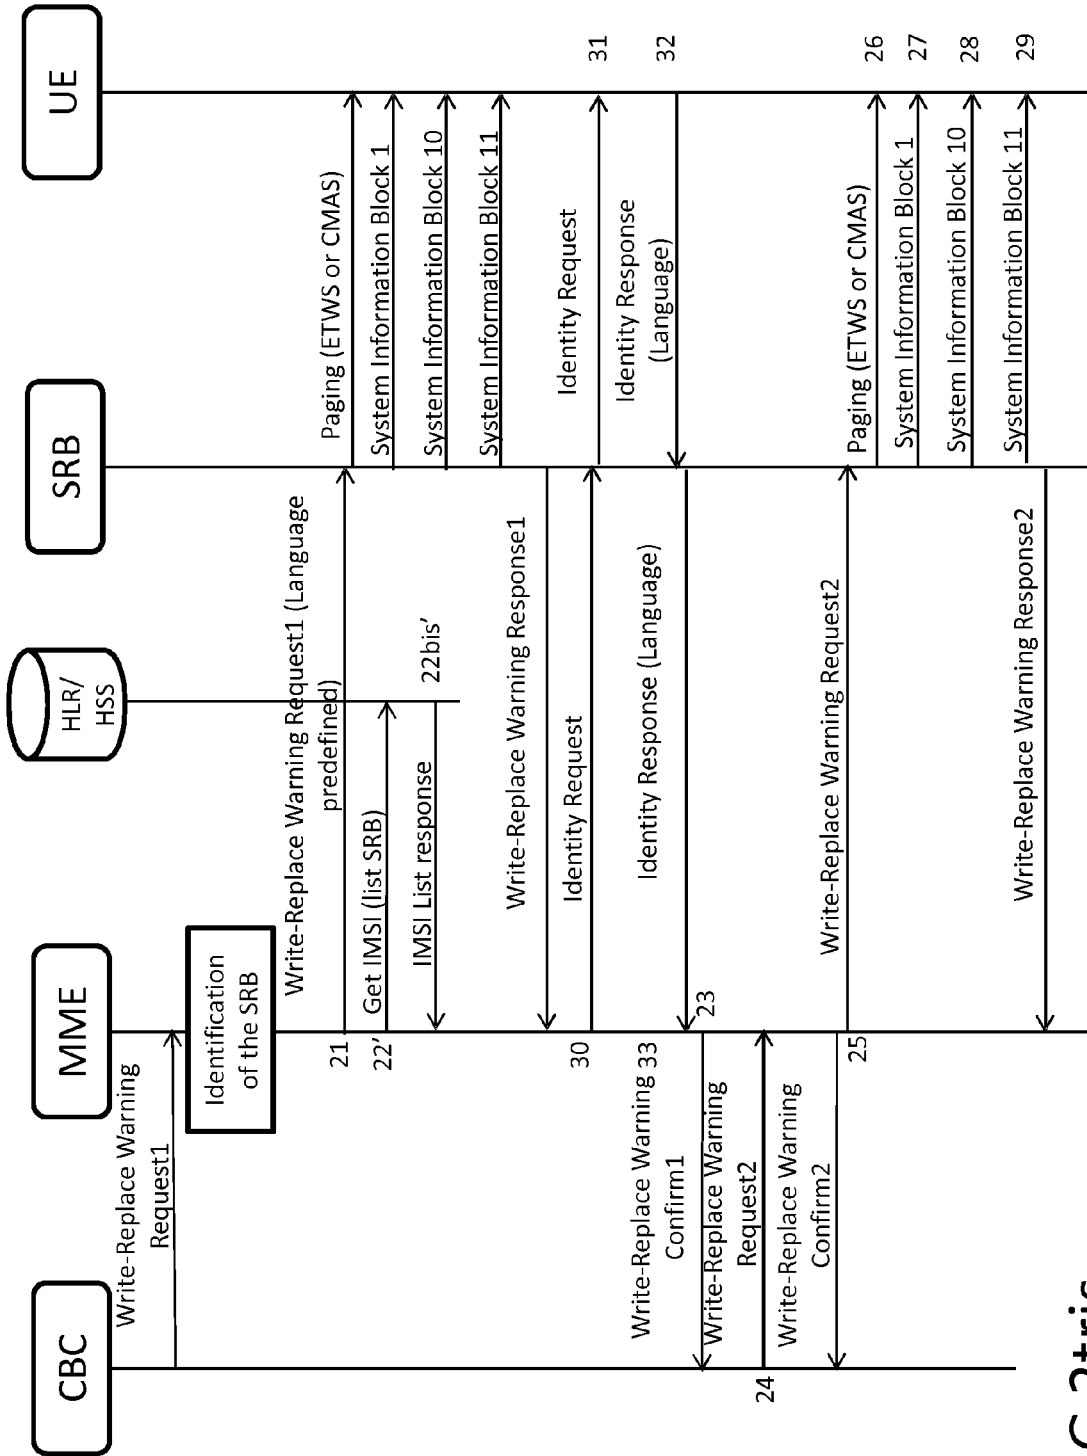 CBC
MME
HLR/
HSS
SRB
UE
Write-Replace Warning
Request1
Identification
of the SRB
21
Write-Replace Warning Request1 (Language
predefined)
Paging (ETWS or CMAS)
22'
Get IMSI (list SRB)
System Information Block 1
IMSI List response
22bis'
System Information Block 10
System Information Block 11
Write-Replace Warning Response1
30
Identity Request
Identity Request
31
Identity Response
(Language)
32
Identity Response (Language)
33
23
Write-Replace Warning
Confirm1
Write-Replace Warning
Request2
24
Write-Replace Warning
Confirm2
25
Write-Replace Warning Request2
Paging (ETWS or CMAS)
26
System Information Block 1
27
System Information Block 10
28
System Information Block 11
29
Write-Replace Warning Response2